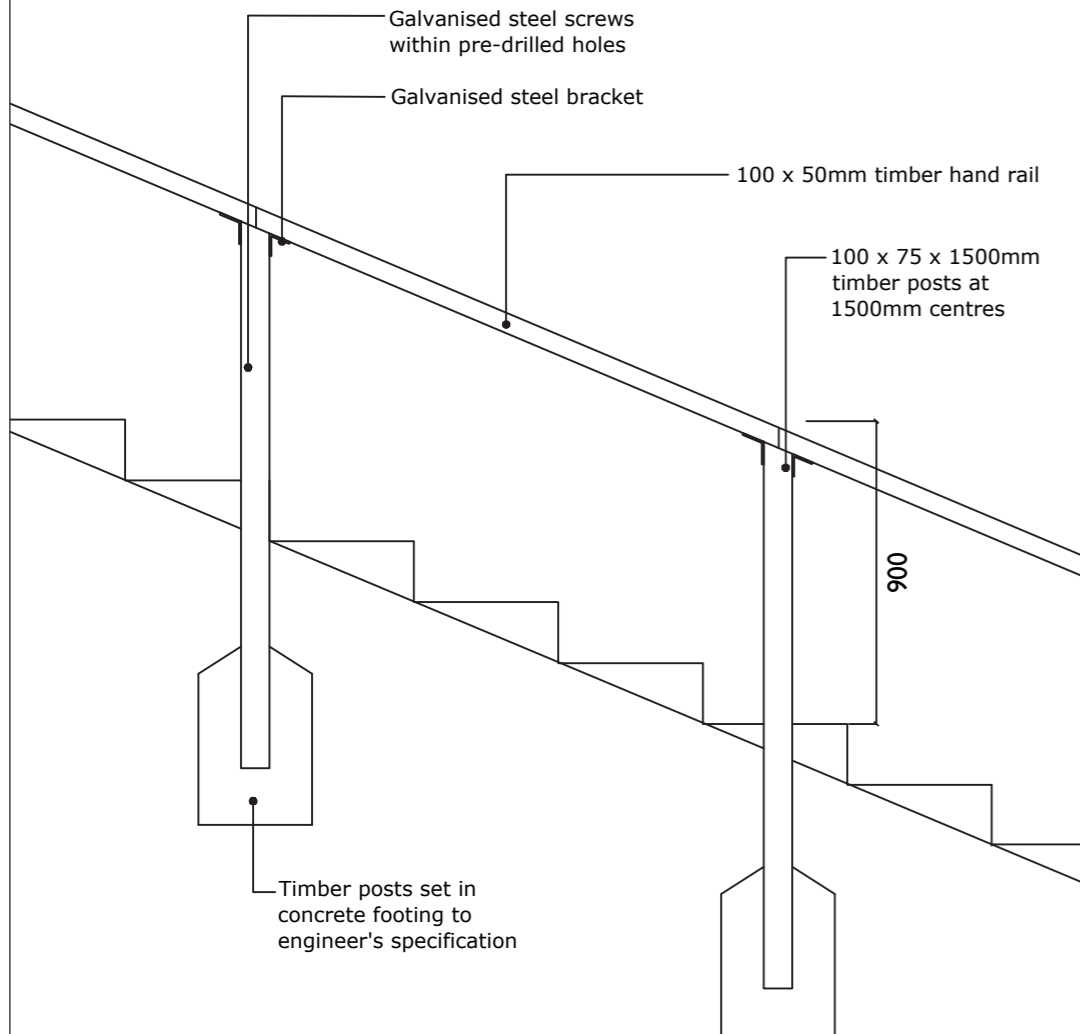 Galvanised steel screws
within pre-drilled holes
Galvanised steel bracket
100 x 50mm timber hand rail
100 x 75 x 1500mm
timber posts at
1500mm centres
900
Timber posts set in
concrete footing to
engineer's specification